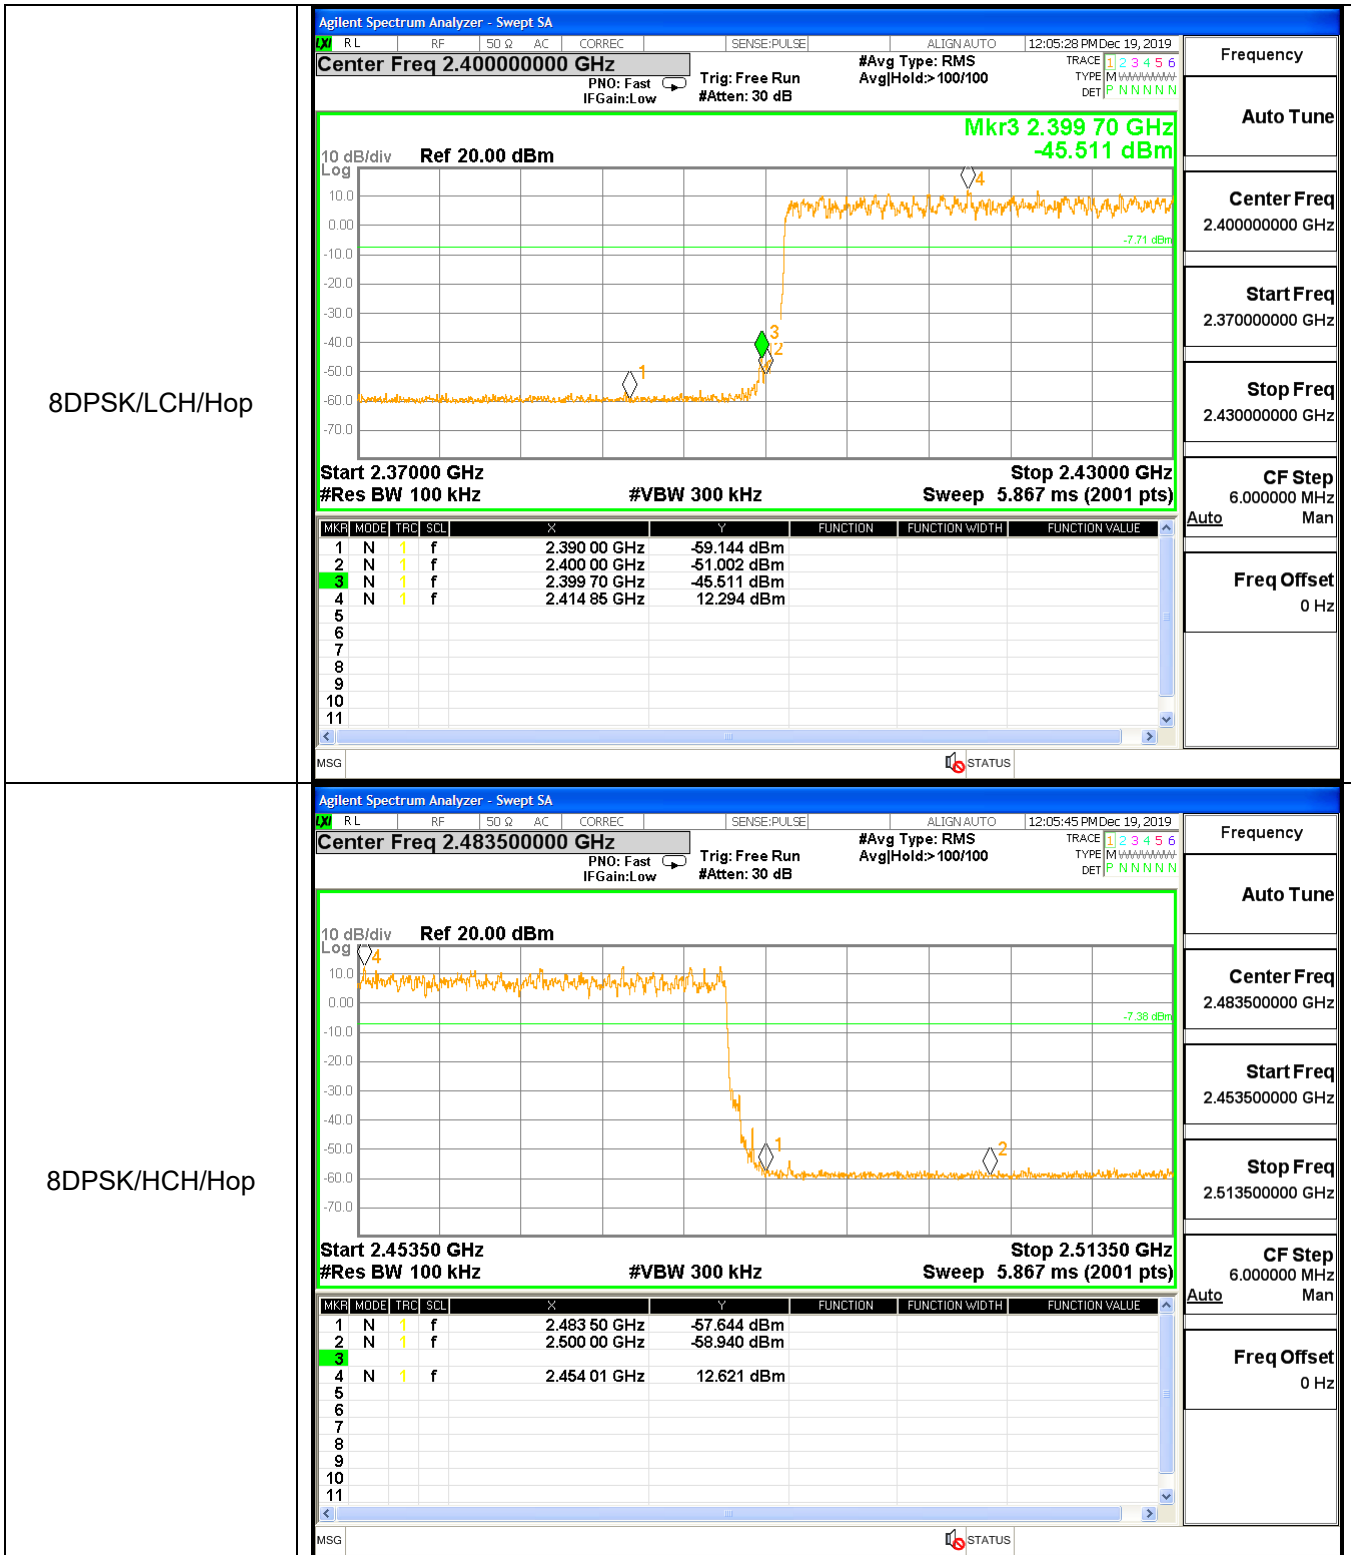 8DPSK/LCH/Hop
Agilent Spectrum Analyzer - Swept SA
LXI RL RF 50 Ω AC CORREC SENSE:PULSE ALIGN AUTO 12:05:28 PM Dec 19, 2019
Center Freq 2.400000000 GHz
PNO: Fast
IFGain:Low
Trig: Free Run
#Atten: 30 dB
#Avg Type: RMS
Avg|Hold:> 100/100
TRACE 1 2 3 4 5 6
TYPE M WWWWW
DET P N N N N N
Mkr3 2.399 70 GHz
-45.511 dBm
10 dB/div Ref 20.00 dBm
Log
10.0
0.00
-10.0
-20.0
-30.0
-40.0
-50.0
-60.0
-70.0
-7.71 dBm
1
2
3
4
Start 2.37000 GHz Stop 2.43000 GHz
#Res BW 100 kHz #VBW 300 kHz Sweep 5.867 ms (2001 pts)
MKR MODE TRC SCL X Y FUNCTION FUNCTION WIDTH FUNCTION VALUE
1 N 1 f 2.390 00 GHz -59.144 dBm
2 N 1 f 2.400 00 GHz -51.002 dBm
3 N 1 f 2.399 70 GHz -45.511 dBm
4 N 1 f 2.414 85 GHz 12.294 dBm
5
6
7
8
9
10
11
MSG STATUS
Frequency
Auto Tune
Center Freq
2.400000000 GHz
Start Freq
2.370000000 GHz
Stop Freq
2.430000000 GHz
CF Step
6.000000 MHz
Auto Man
Freq Offset
0 Hz
8DPSK/HCH/Hop
Agilent Spectrum Analyzer - Swept SA
LXI RL RF 50 Ω AC CORREC SENSE:PULSE ALIGN AUTO 12:05:45 PM Dec 19, 2019
Center Freq 2.483500000 GHz
PNO: Fast
IFGain:Low
Trig: Free Run
#Atten: 30 dB
#Avg Type: RMS
Avg|Hold:> 100/100
TRACE 1 2 3 4 5 6
TYPE M WWWWW
DET P N N N N N
10 dB/div Ref 20.00 dBm
Log
10.0
0.00
-10.0
-20.0
-30.0
-40.0
-50.0
-60.0
-70.0
-7.38 dBm
4
1
2
Start 2.45350 GHz Stop 2.51350 GHz
#Res BW 100 kHz #VBW 300 kHz Sweep 5.867 ms (2001 pts)
MKR MODE TRC SCL X Y FUNCTION FUNCTION WIDTH FUNCTION VALUE
1 N 1 f 2.483 50 GHz -57.644 dBm
2 N 1 f 2.500 00 GHz -58.940 dBm
3
4 N 1 f 2.454 01 GHz 12.621 dBm
5
6
7
8
9
10
11
MSG STATUS
Frequency
Auto Tune
Center Freq
2.483500000 GHz
Start Freq
2.453500000 GHz
Stop Freq
2.513500000 GHz
CF Step
6.000000 MHz
Auto Man
Freq Offset
0 Hz